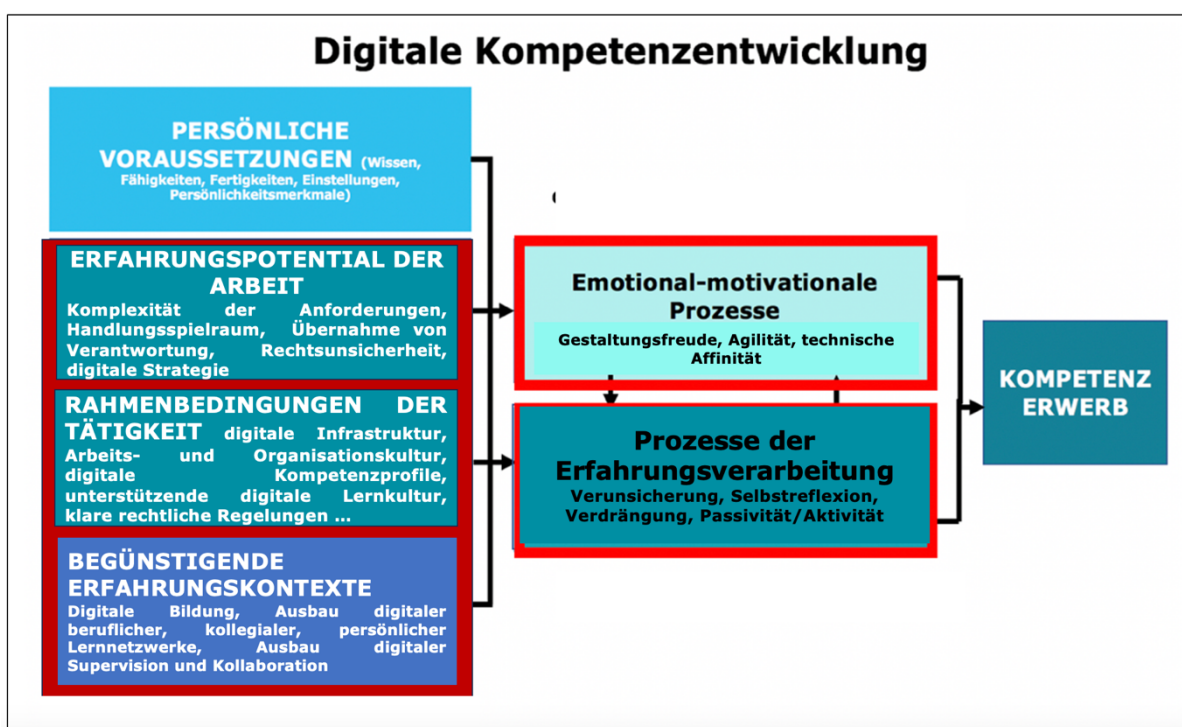 Digitale Kompetenzentwicklung
PERSÖNLICHE
VORAUSSETZUNGEN (Wissen,
Fähigkeiten, Fertigkeiten, Einstellungen,
Persönlichkeitsmerkmale)
ERFAHRUNGSPOTENTIAL DER
ARBEIT
Komplexität der Anforderungen,
Handlungsspielraum, Übernahme von
Verantwortung, Rechtsunsicherheit,
digitale Strategie
RAHMENBEDINGUNGEN DER
TÄTIGKEIT digitale Infrastruktur,
Arbeits- und Organisationskultur,
digitale Kompetenzprofile,
unterstützende digitale Lernkultur,
klare rechtliche Regelungen ...
BEGÜNSTIGENDE
ERFAHRUNGSKONTEXTE
Digitale Bildung, Ausbau digitaler
beruflicher, kollegialer, persönlicher
Lernnetzwerke, Ausbau digitaler
Supervision und Kollaboration
Emotional-motivationale
Prozesse
Gestaltungsfreude, Agilität, technische
Affinität
Prozesse der
Erfahrungsverarbeitung
Verunsicherung, Selbstreflexion,
Verdrängung, Passivität/Aktivität
KOMPETENZ
ERWERB